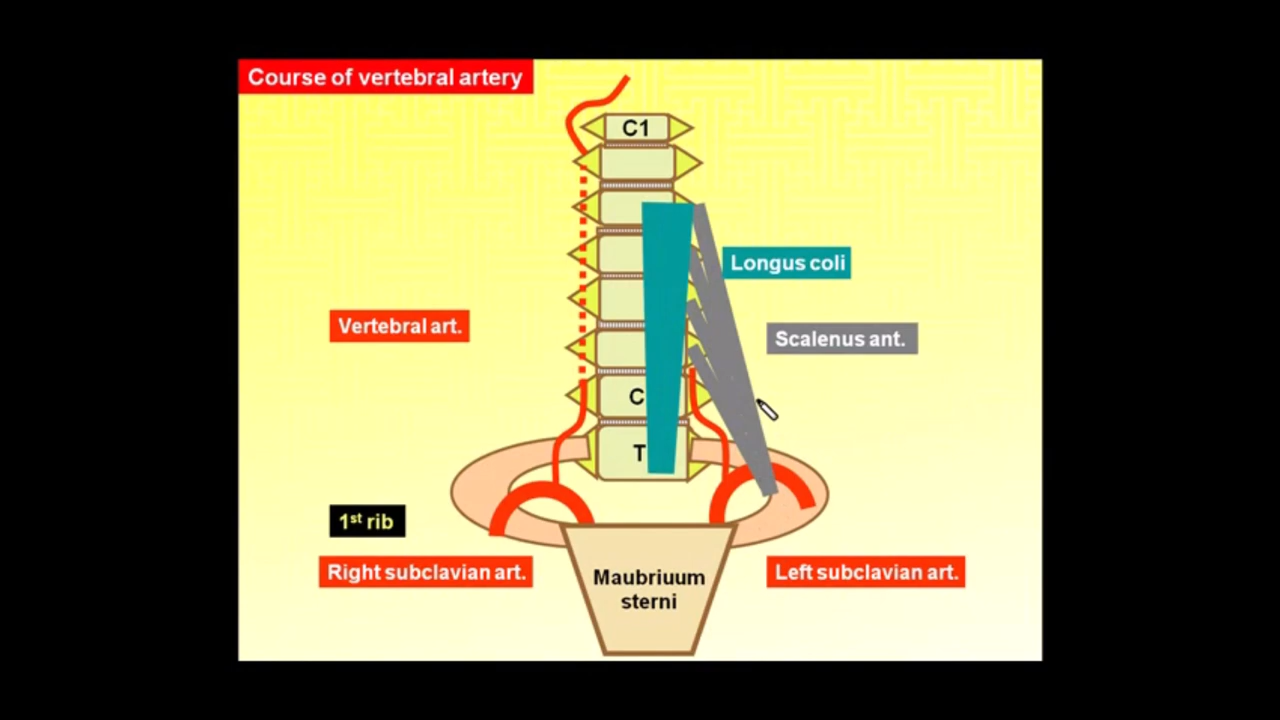 Course of vertebral artery
C1
Longus coli
Vertebral art.
Scalenus ant.
C
T
1st rib
Right subclavian art.
Left subclavian art.
Maubriuum
sterni